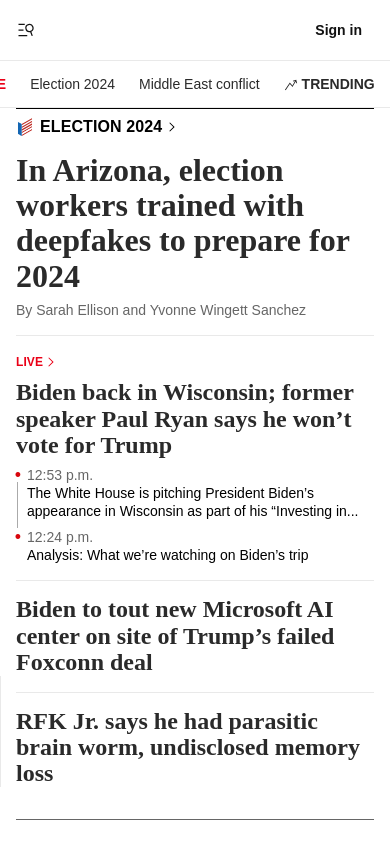 Sign in
E
Election 2024
Middle East conflict
TRENDING
ELECTION 2024
In Arizona, election
workers trained with
deepfakes to prepare for
2024
By Sarah Ellison and Yvonne Wingett Sanchez
LIVE
Biden back in Wisconsin; former
speaker Paul Ryan says he won’t
vote for Trump
12:53 p.m.
The White House is pitching President Biden’s
appearance in Wisconsin as part of his “Investing in...
12:24 p.m.
Analysis: What we’re watching on Biden’s trip
Biden to tout new Microsoft AI
center on site of Trump’s failed
Foxconn deal
RFK Jr. says he had parasitic
brain worm, undisclosed memory
loss